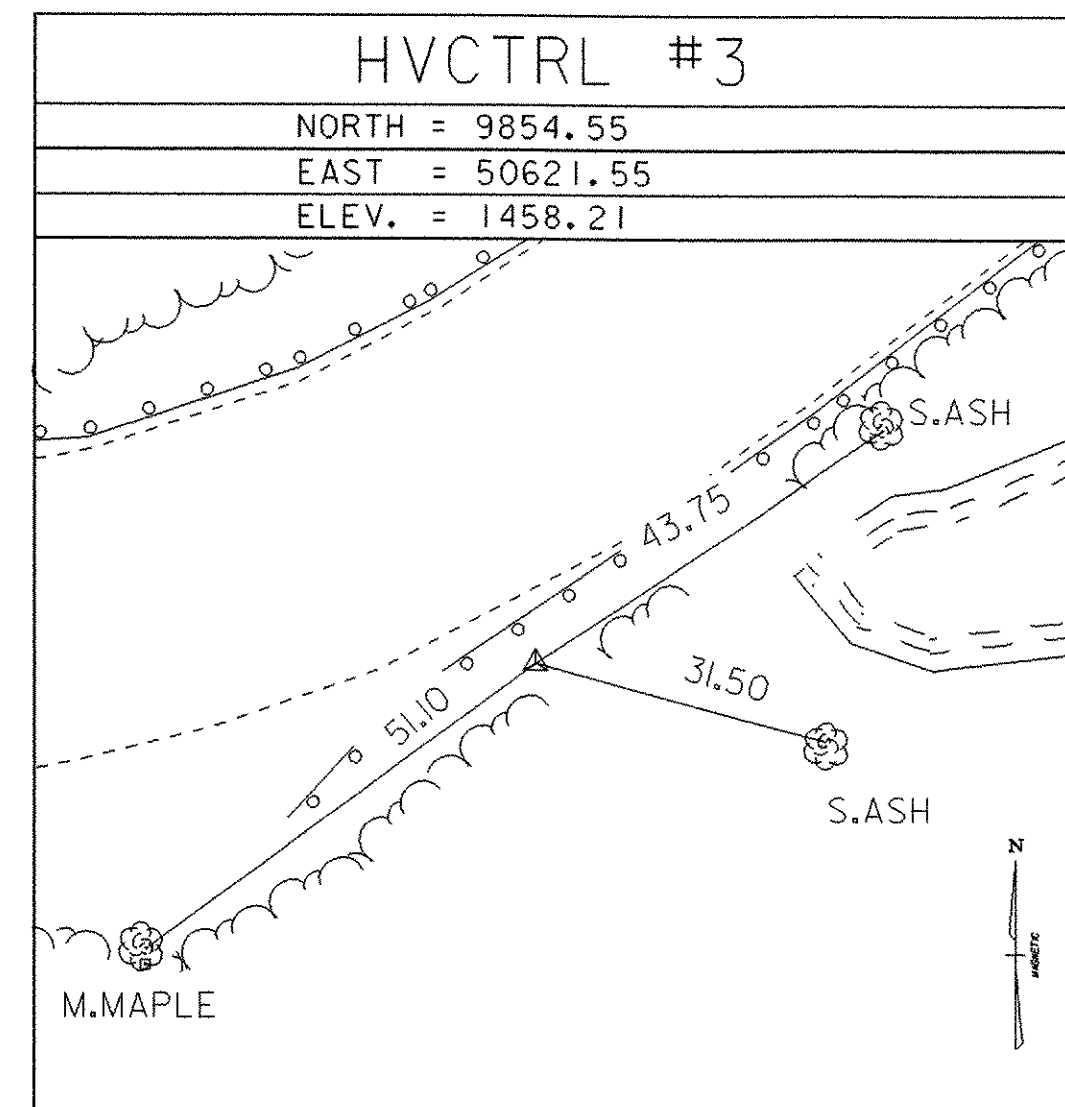 HVCTRL #3
NORTH = 9854.55
EAST = 50621.55
ELEV. = 1458.21
S.ASH
43.75
51.10
31.50
S.ASH
N
MAGNETIC
M.MAPLE